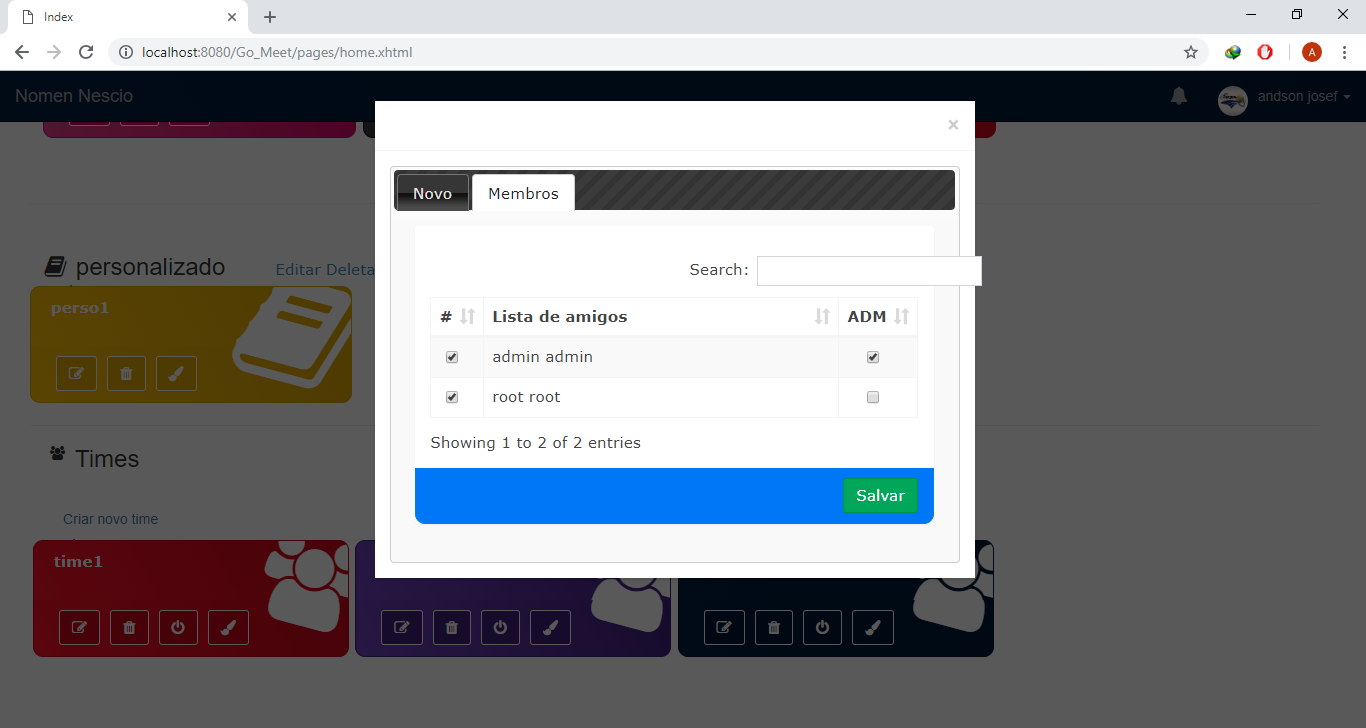 Index
localhost:8080/Go_Meet/pages/home.xhtml
A
Nomen Nescio
andson josef
×
Novo
Membros
personalizado
Editar Deleta
perso1
Search:
# Lista de amigos ADM
admin admin
root root
Showing 1 to 2 of 2 entries
Salvar
Times
Criar novo time
time1